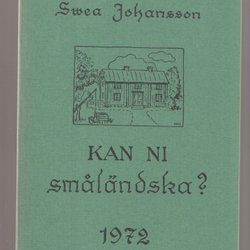 Swea Johansson
KAN NI
småländska?
1972